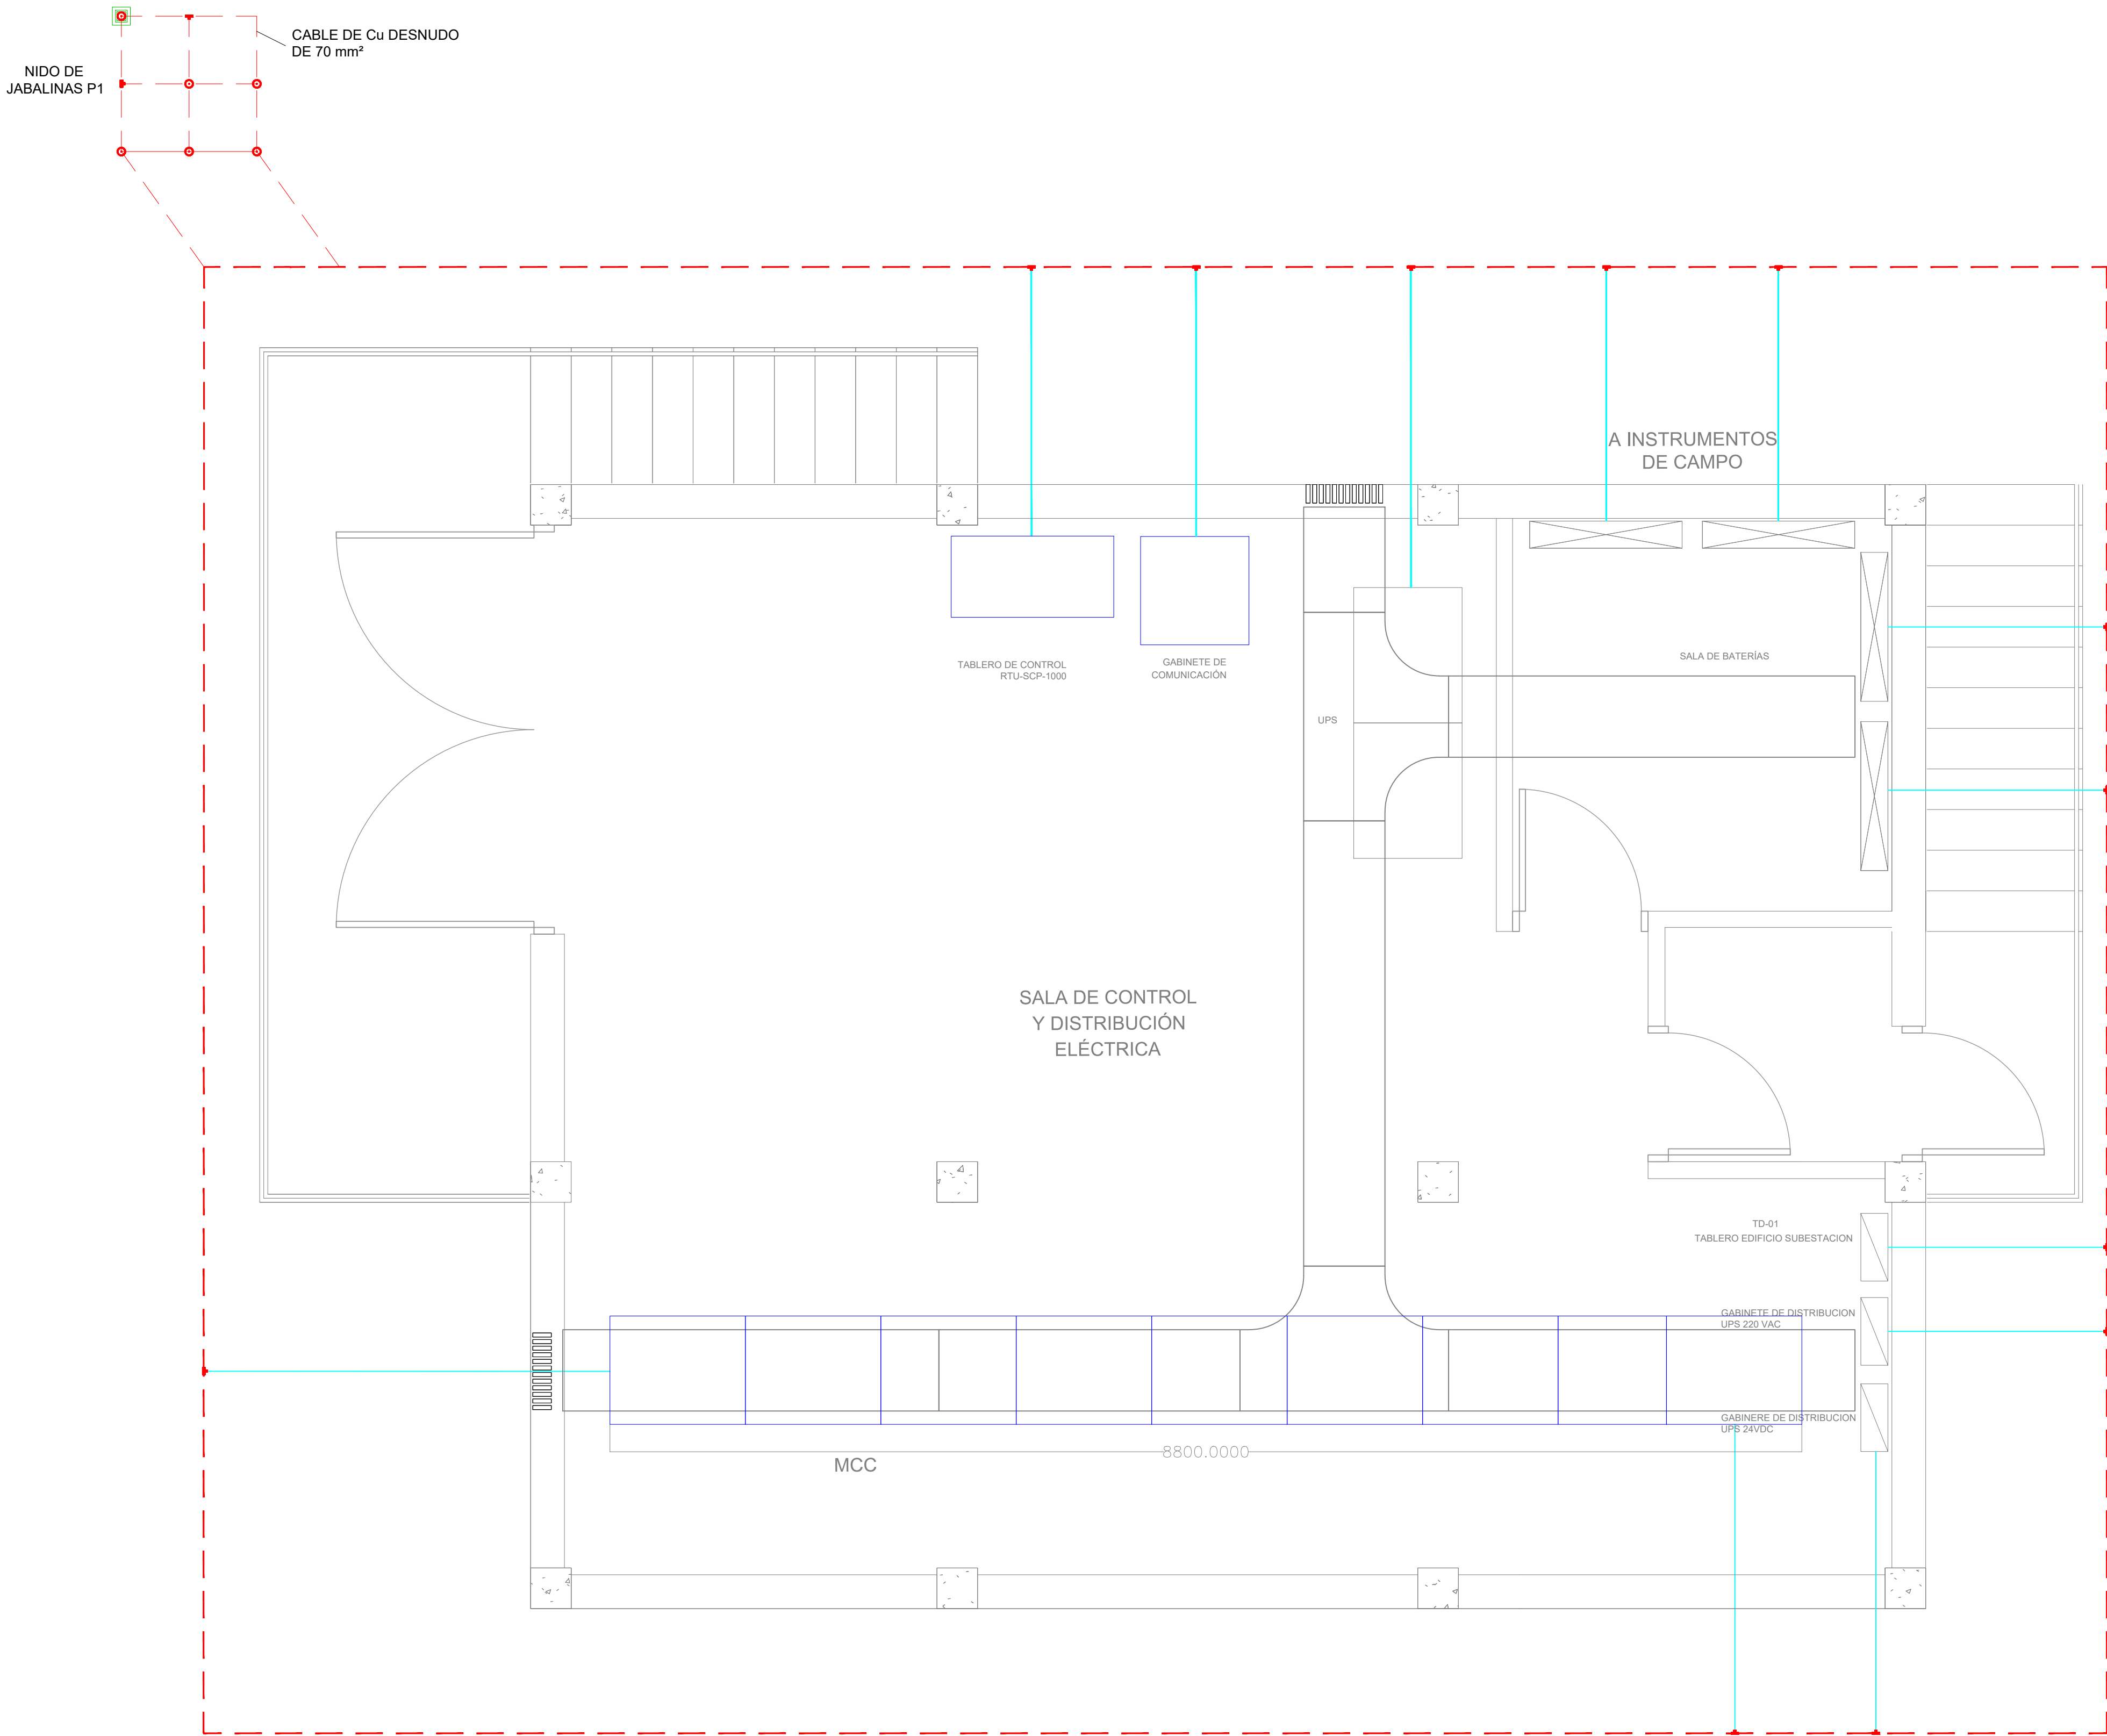 CABLE DE Cu DESNUDO
DE 70 mm²
NIDO DE
JABALINAS P1
A INSTRUMENTOS
DE CAMPO
TABLERO DE CONTROL
RTU-SCP-1000
GABINETE DE
COMUNICACIÓN
SALA DE BATERÍAS
UPS
SALA DE CONTROL
Y DISTRIBUCIÓN
ELÉCTRICA
TD-01
TABLERO EDIFICIO SUBESTACION
GABINETE DE DISTRIBUCION
UPS 220 VAC
GABINERE DE DISTRIBUCION
UPS 24VDC
8800.0000
MCC